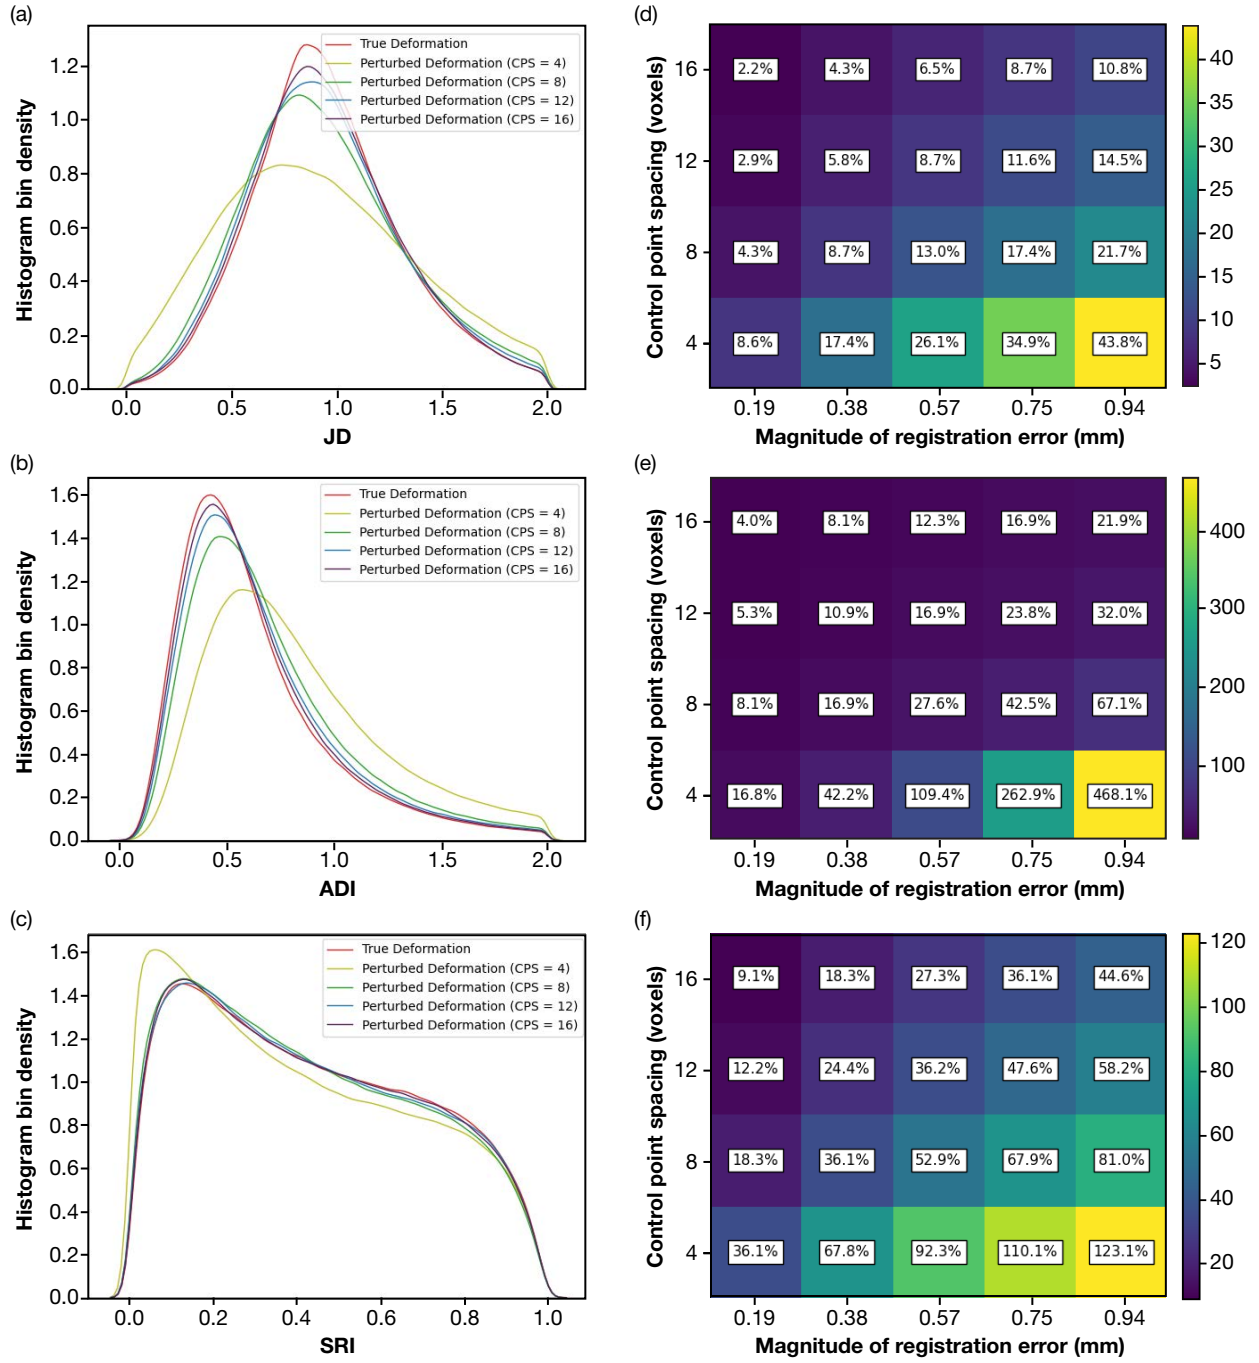 (a)
Histogram bin density
1.2
1.0
0.8
0.6
0.4
0.2
0.0
True Deformation
Perturbed Deformation (CPS = 4)
Perturbed Deformation (CPS = 8)
Perturbed Deformation (CPS = 12)
Perturbed Deformation (CPS = 16)
0.0 0.5 1.0 1.5 2.0
JD
(d)
Control point spacing (voxels)
16 2.2% 4.3% 6.5% 8.7% 10.8%
12 2.9% 5.8% 8.7% 11.6% 14.5%
8 4.3% 8.7% 13.0% 17.4% 21.7%
4 8.6% 17.4% 26.1% 34.9% 43.8%
0.19 0.38 0.57 0.75 0.94
Magnitude of registration error (mm)
40
35
30
25
20
15
10
5
(b)
Histogram bin density
1.6
1.4
1.2
1.0
0.8
0.6
0.4
0.2
0.0
True Deformation
Perturbed Deformation (CPS = 4)
Perturbed Deformation (CPS = 8)
Perturbed Deformation (CPS = 12)
Perturbed Deformation (CPS = 16)
0.0 0.5 1.0 1.5 2.0
ADI
(e)
Control point spacing (voxels)
16 4.0% 8.1% 12.3% 16.9% 21.9%
12 5.3% 10.9% 16.9% 23.8% 32.0%
8 8.1% 16.9% 27.6% 42.5% 67.1%
4 16.8% 42.2% 109.4% 262.9% 468.1%
0.19 0.38 0.57 0.75 0.94
Magnitude of registration error (mm)
400
300
200
100
(c)
Histogram bin density
1.6
1.4
1.2
1.0
0.8
0.6
0.4
0.2
0.0
True Deformation
Perturbed Deformation (CPS = 4)
Perturbed Deformation (CPS = 8)
Perturbed Deformation (CPS = 12)
Perturbed Deformation (CPS = 16)
0.0 0.2 0.4 0.6 0.8 1.0
SRI
(f)
Control point spacing (voxels)
16 9.1% 18.3% 27.3% 36.1% 44.6%
12 12.2% 24.4% 36.2% 47.6% 58.2%
8 18.3% 36.1% 52.9% 67.9% 81.0%
4 36.1% 67.8% 92.3% 110.1% 123.1%
0.19 0.38 0.57 0.75 0.94
Magnitude of registration error (mm)
120
100
80
60
40
20